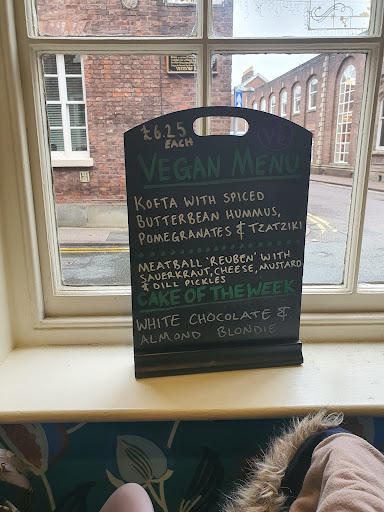 £6.25
EACH
VEGAN MENU
KOFTA WITH SPICED
BUTTERBEAN HUMMUS,
POMEGRANATES & TZATZIKI
MEATBALL 'REUBEN' WITH
SAUERKRAUT, CHEESE, MUSTARD
& DILL PICKLES
CAKE OF THE WEEK
WHITE CHOCOLATE &
ALMOND BLONDIE